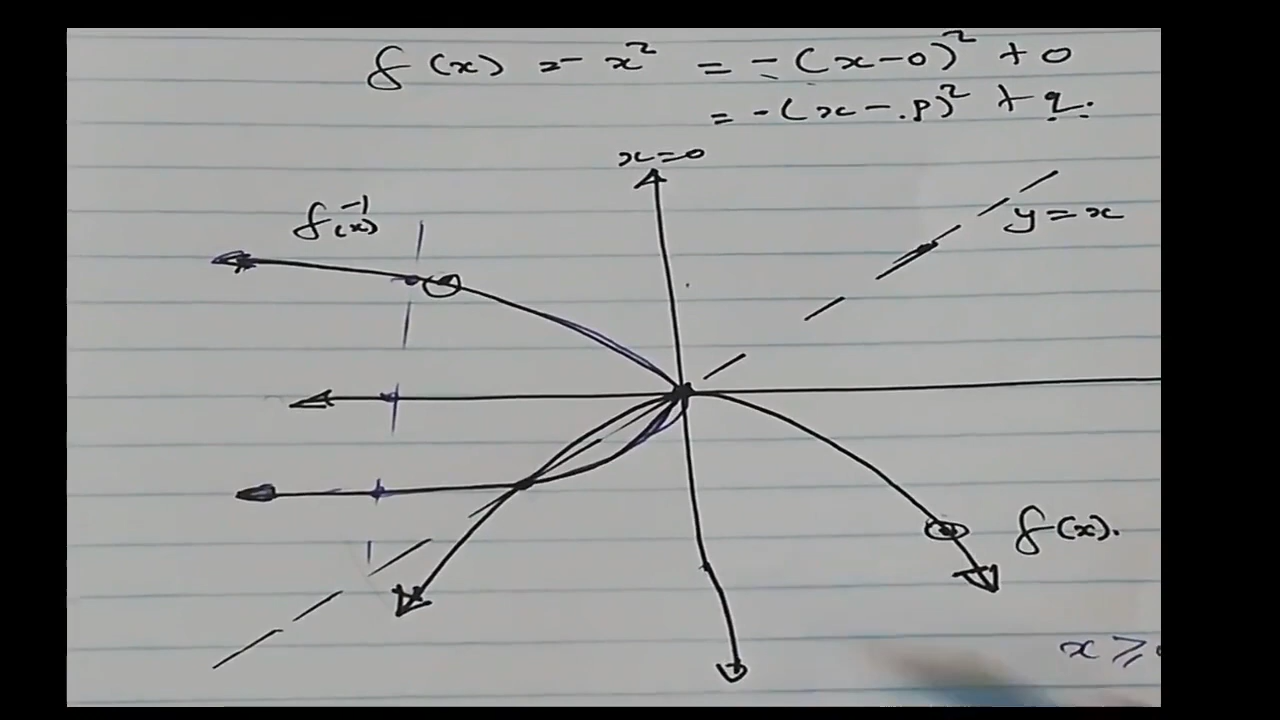 f(x) = -x² = -(x-0)² + 0
= -(x-p)² + q.
x=0
f⁻¹(x)
y=x
f(x).
x ≥